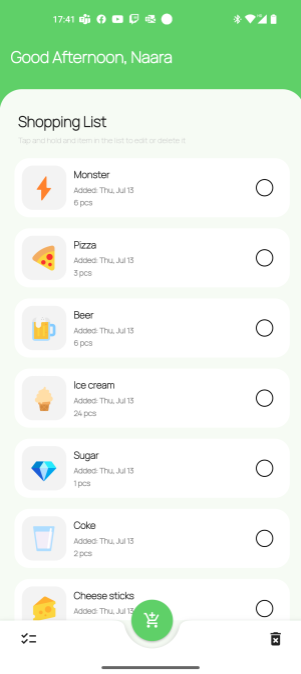 17:41
Good Afternoon, Naara
Shopping List
Tap and hold and item in the list to edit or delete it
Monster
Added: Thu, Jul 13
6 pcs
Pizza
Added: Thu, Jul 13
3 pcs
Beer
Added: Thu, Jul 13
6 pcs
Ice cream
Added: Thu, Jul 13
24 pcs
Sugar
Added: Thu, Jul 13
1 pcs
Coke
Added: Thu, Jul 13
2 pcs
Cheese sticks
Added: Thu, Jul 13